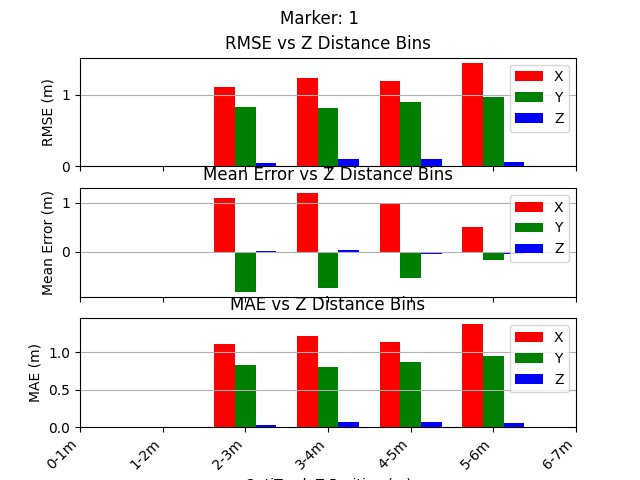 Marker: 1
RMSE vs Z Distance Bins
RMSE (m)
1
0
X
Y
Z
Mean Error vs Z Distance Bins
Mean Error (m)
1
0
X
Y
Z
MAE vs Z Distance Bins
MAE (m)
1.0
0.5
0.0
X
Y
Z
0-1m
1-2m
2-3m
3-4m
4-5m
5-6m
6-7m